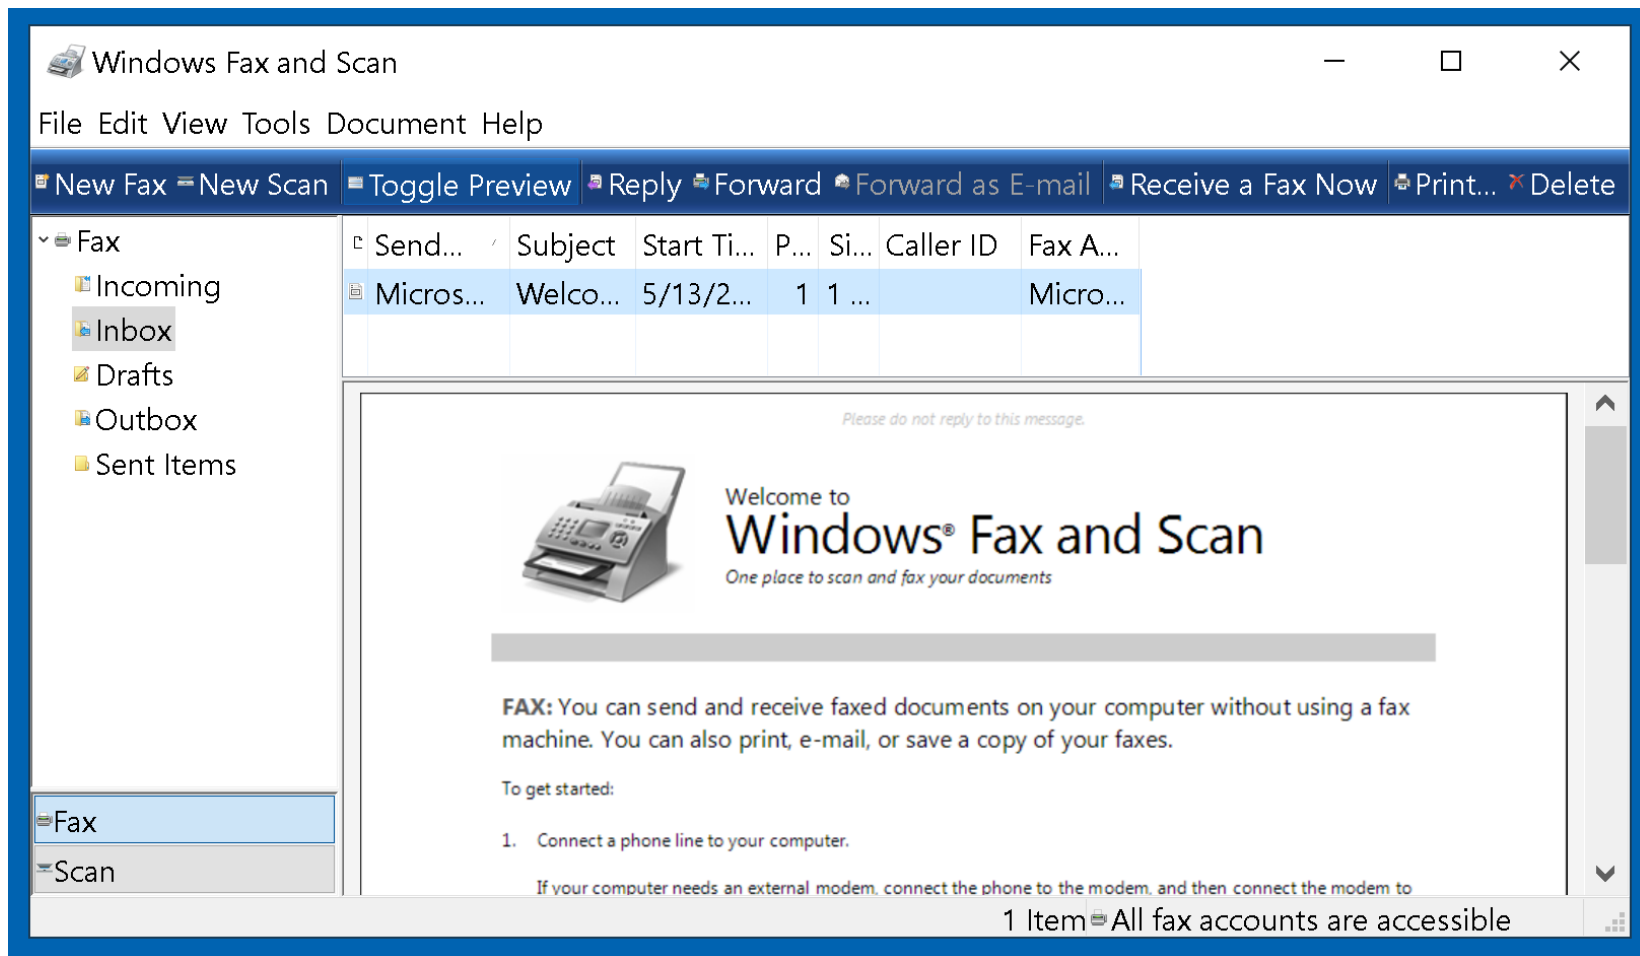 Windows Fax and Scan
File Edit View Tools Document Help
New Fax New Scan Toggle Preview Reply Forward Forward as E-mail Receive a Fax Now Print... Delete
Fax
Incoming
Inbox
Drafts
Outbox
Sent Items
Fax
Scan
Send... Subject Start Ti... P... Si... Caller ID Fax A...
Micros... Welco... 5/13/2... 1 1 ... Micro...
Please do not reply to this message.
Welcome to
Windows® Fax and Scan
One place to scan and fax your documents
FAX: You can send and receive faxed documents on your computer without using a fax
machine. You can also print, e-mail, or save a copy of your faxes.
To get started:
1. Connect a phone line to your computer.
If your computer needs an external modem, connect the phone to the modem, and then connect the modem to
1 Item All fax accounts are accessible